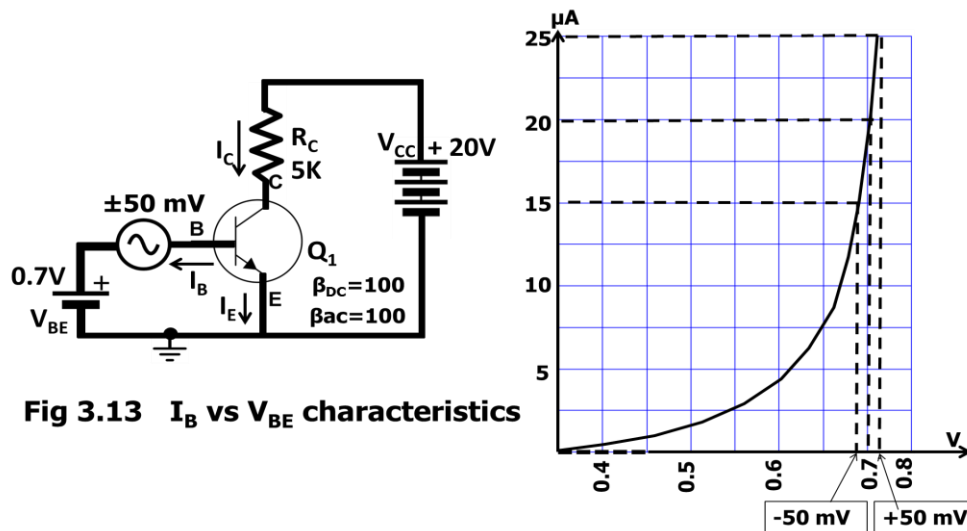 R_C
5K
I_C
C
V_CC + 20V
±50 mV
B
Q₁
0.7V
+
V_BE
I_B
I_E
E
β_DC=100
βac=100
Fig 3.13 I_B vs V_BE characteristics
µA
25
20
15
10
5
V
0.4 0.5 0.6 0.7 0.8
-50 mV
+50 mV